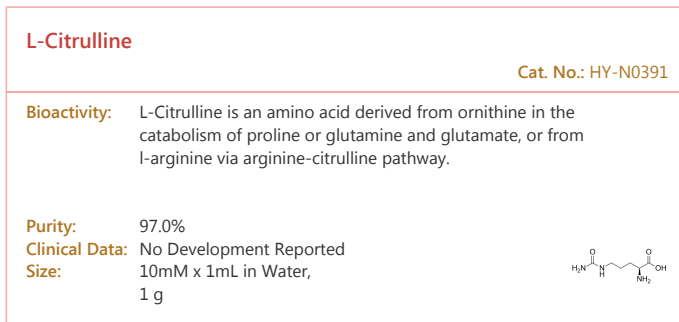 L-Citrulline
Cat. No.: HY-N0391
Bioactivity: L-Citrulline is an amino acid derived from ornithine in the
catabolism of proline or glutamine and glutamate, or from
l-arginine via arginine-citrulline pathway.
Purity: 97.0%
Clinical Data: No Development Reported
Size: 10mM x 1mL in Water,
1 g
O O
H₂N N OH
H NH₂